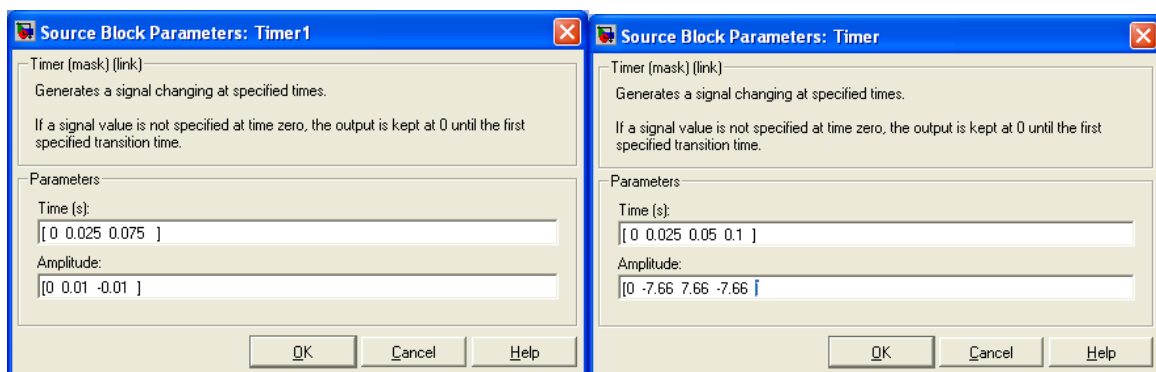 Source Block Parameters: Timer1
Timer (mask) (link)
Generates a signal changing at specified times.
If a signal value is not specified at time zero, the output is kept at 0 until the first
specified transition time.
Parameters
Time (s):
[ 0 0.025 0.075 ]
Amplitude:
[0 0.01 -0.01 ]
OK
Cancel
Help
Source Block Parameters: Timer
Timer (mask) (link)
Generates a signal changing at specified times.
If a signal value is not specified at time zero, the output is kept at 0 until the first
specified transition time.
Parameters
Time (s):
[ 0 0.025 0.05 0.1 ]
Amplitude:
[0 -7.66 7.66 -7.66 ]
OK
Cancel
Help